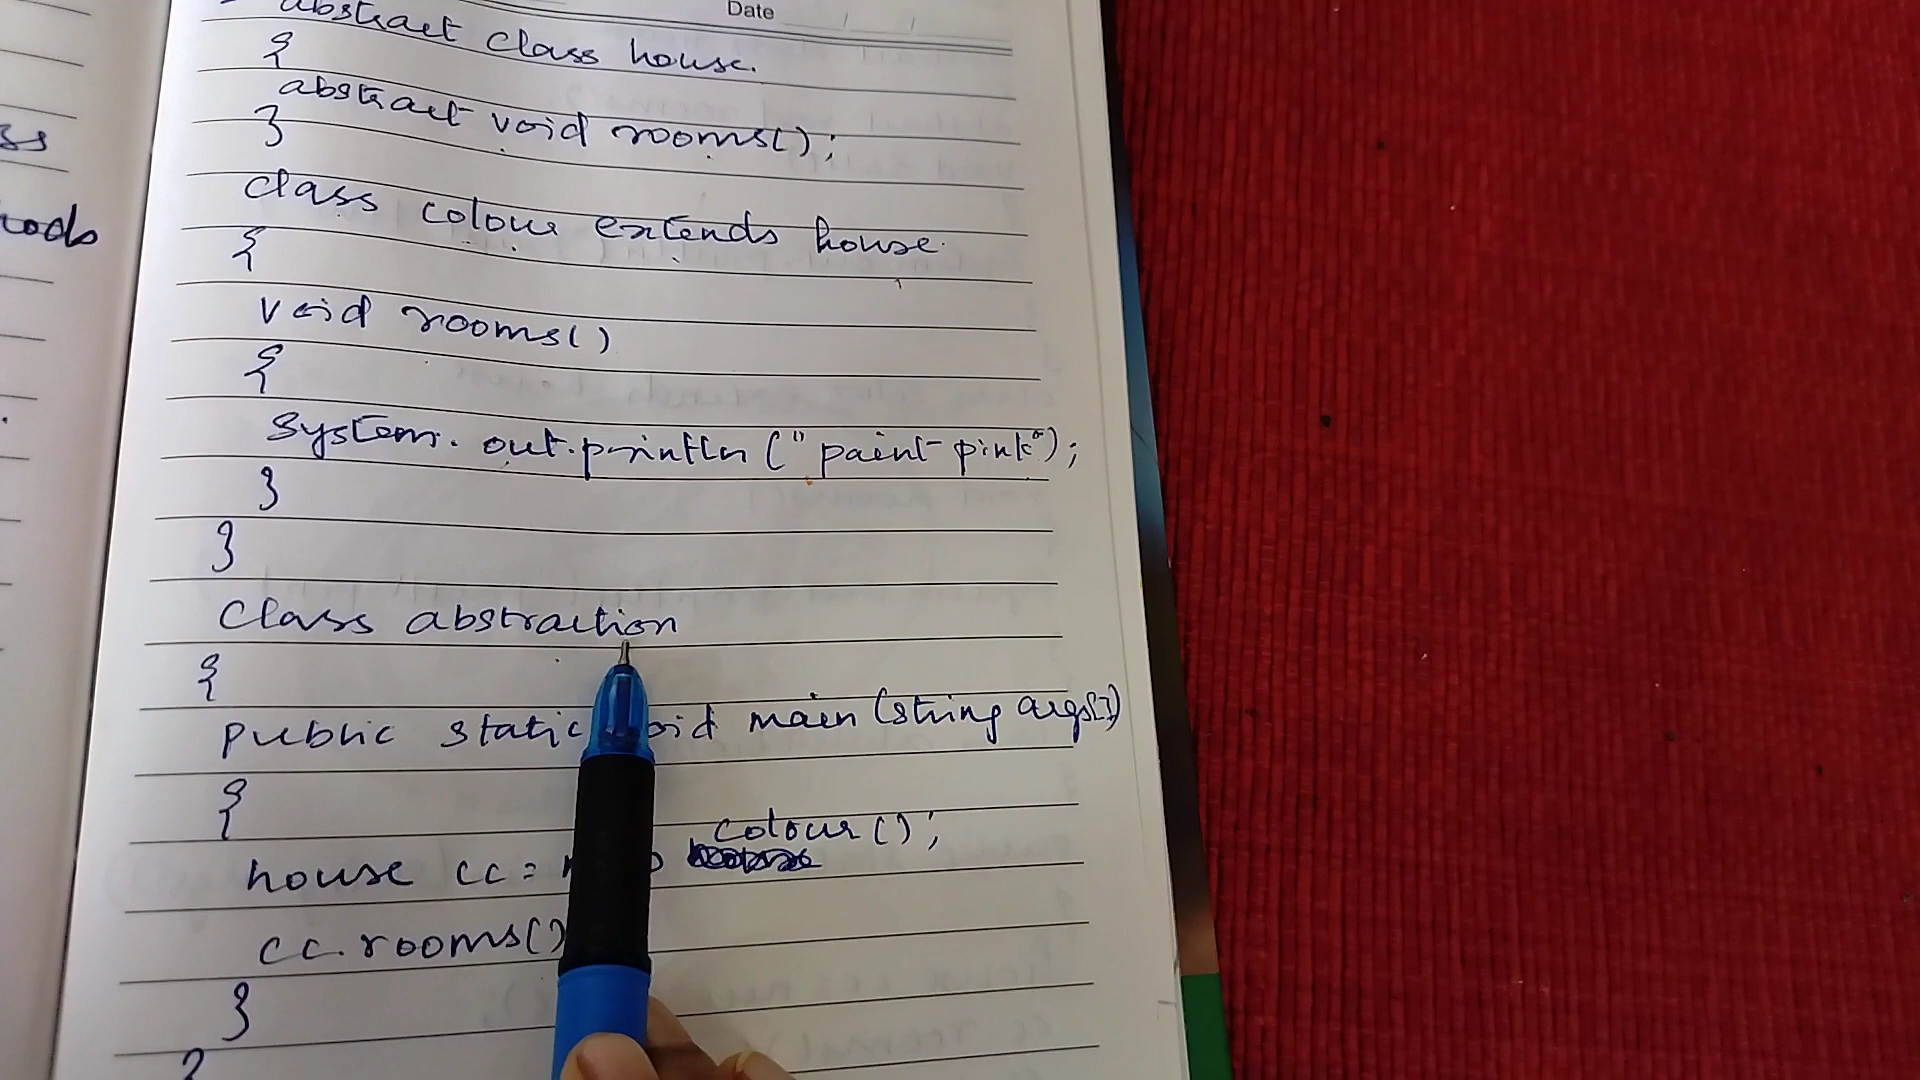 Date
abstract class house.
{
abstract void rooms();
}
class colour extends house.
{
void rooms()
{
System.out.println("paint pink");
}
}
Class abstraction
{
public static void main(string args[])
{
colour();
house cc =
cc.rooms()
}
ss